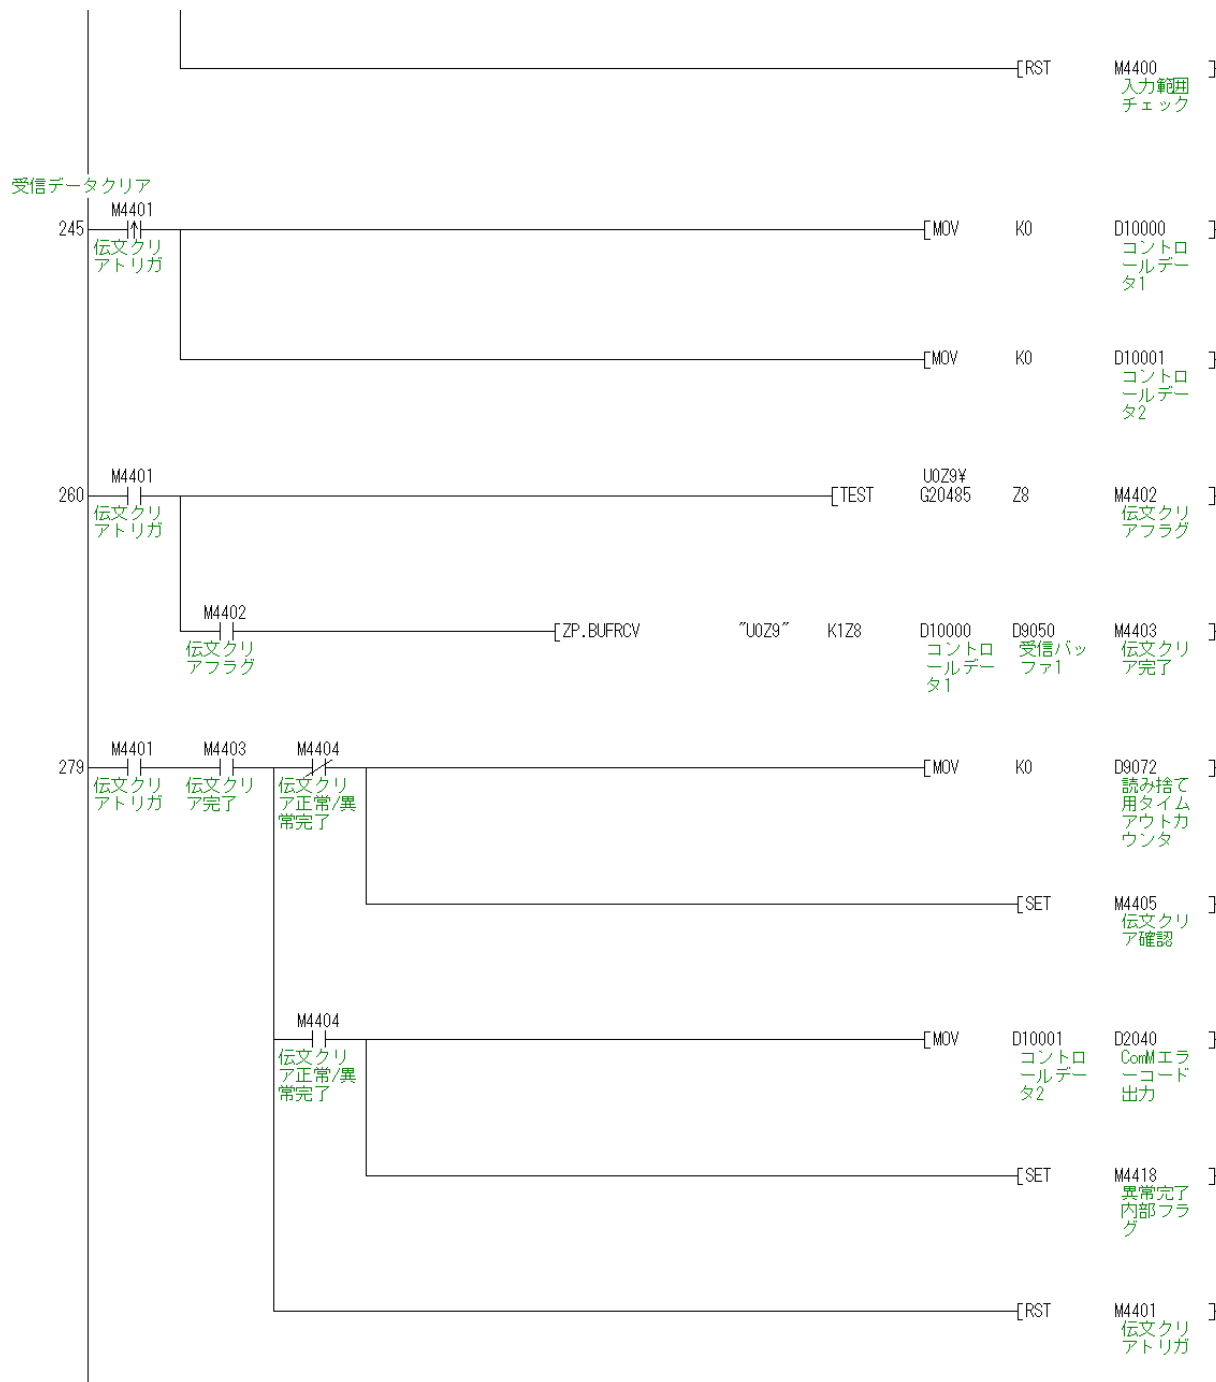 [RST M4400 ]
入力範囲
チェック
受信データクリア
M4401
245 [MOV K0 D10000 ]
伝文クリ コントロ
アトリガ ールデー
タ1
[MOV K0 D10001 ]
コントロ
ールデー
タ2
M4401 U0Z9¥
260 [TEST G20485 Z8 M4402 ]
伝文クリ 伝文クリ
アトリガ アフラグ
M4402
[ZP.BUFRCV "U0Z9" K1Z8 D10000 D9050 M4403 ]
伝文クリ コントロ 受信バッ 伝文クリ
アフラグ ールデー ファ1 ア完了
タ1
M4401 M4403 M4404
279 [MOV K0 D9072 ]
伝文クリ 伝文クリ 伝文クリ 読み捨て
アトリガ ア完了 ア正常/異 用タイム
常完了 アウトカ
ウンタ
[SET M4405 ]
伝文クリ
ア確認
M4404
[MOV D10001 D2040 ]
伝文クリ コントロ ComMエラ
ア正常/異 ールデー ーコード
常完了 タ2 出力
[SET M4418 ]
異常完了
内部フラ
グ
[RST M4401 ]
伝文クリ
アトリガ